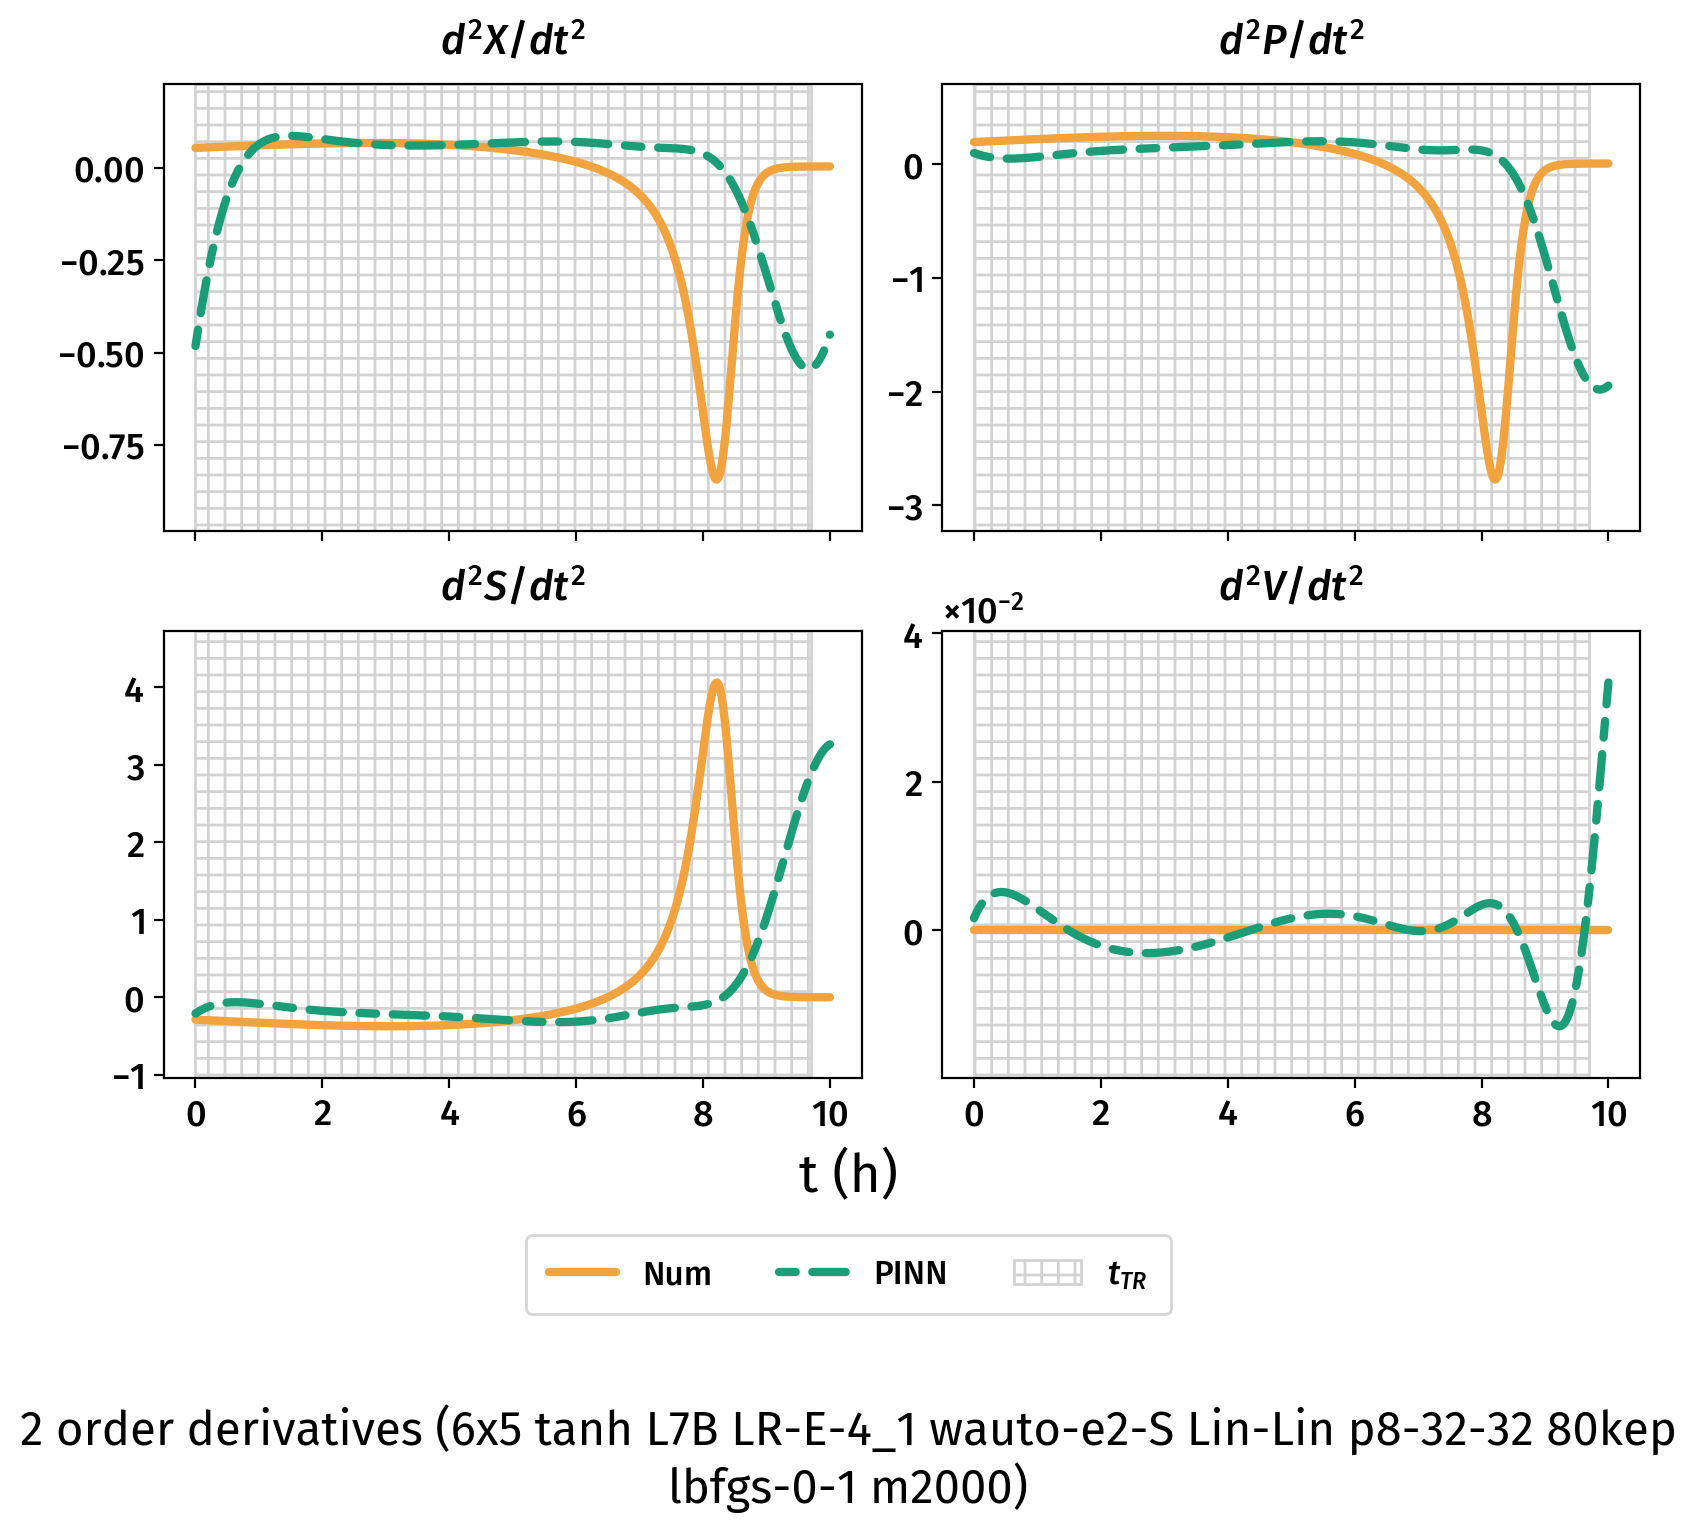 d²X/dt²
d²P/dt²
0.00
−0.25
−0.50
−0.75
0
−1
−2
−3
d²S/dt²
d²V/dt²
×10⁻²
4
3
2
1
0
−1
4
2
0
0 2 4 6 8 10
0 2 4 6 8 10
t (h)
Num PINN t_TR
2 order derivatives (6x5 tanh L7B LR-E-4_1 wauto-e2-S Lin-Lin p8-32-32 80kep
lbfgs-0-1 m2000)